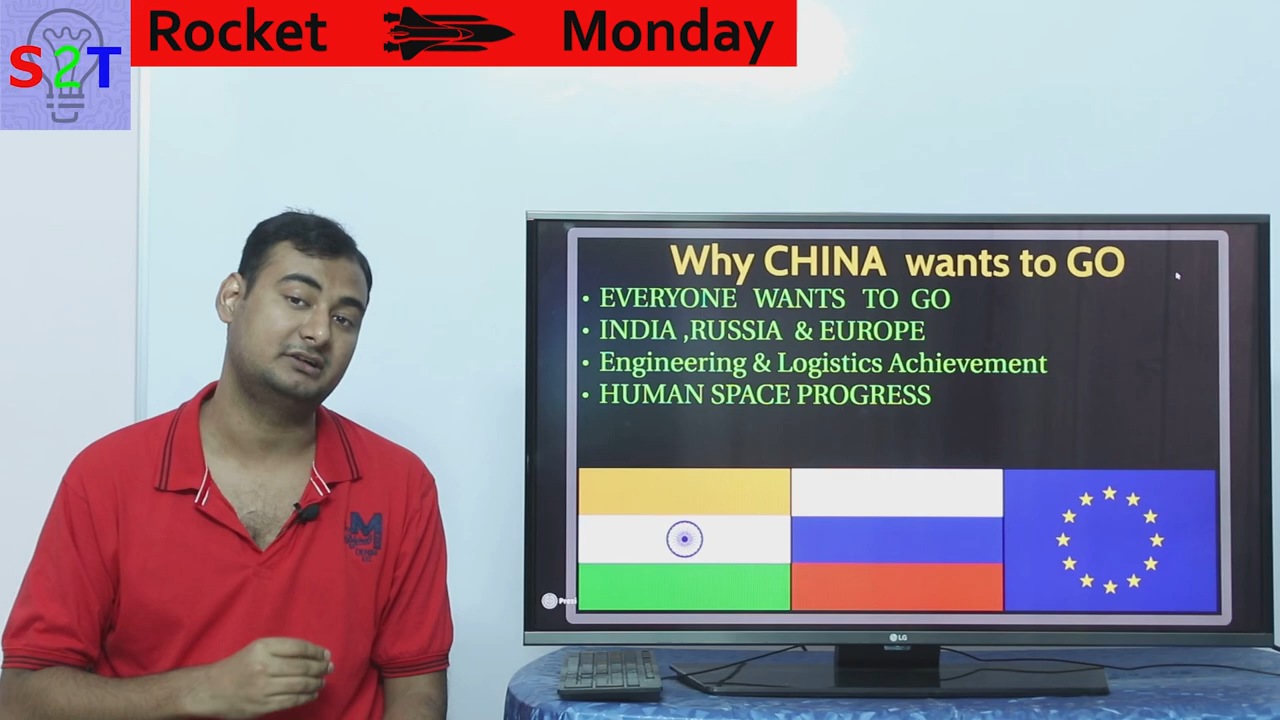 Rocket Monday
S2T
Why CHINA wants to GO
• EVERYONE WANTS TO GO
• INDIA ,RUSSIA & EUROPE
• Engineering & Logistics Achievement
• HUMAN SPACE PROGRESS
M
Prezi
LG